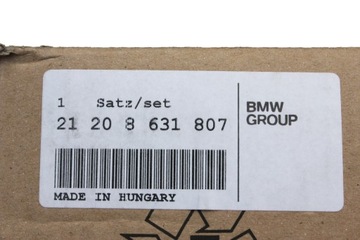 1 Satz/set
21 20 8 631 807
BMW
GROUP
MADE IN HUNGARY